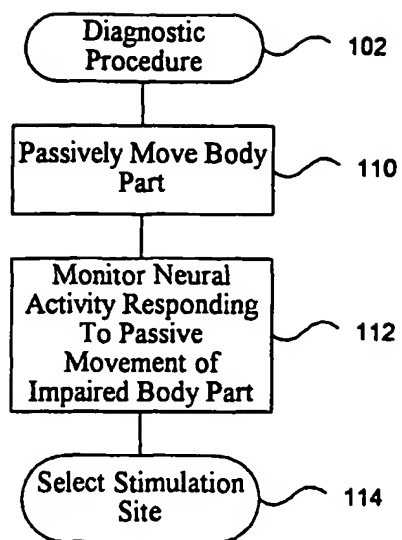 Diagnostic
Procedure
102
Passively Move Body
Part
110
Monitor Neural
Activity Responding
To Passive
Movement of
Impaired Body Part
112
Select Stimulation
Site
114